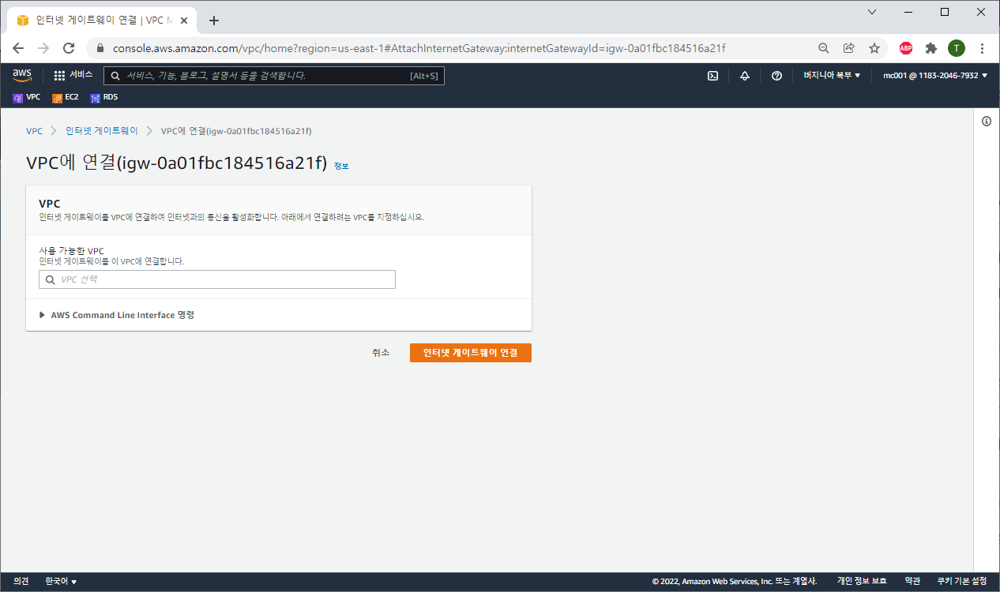 인터넷 게이트웨이 연결 | VPC M
console.aws.amazon.com/vpc/home?region=us-east-1#AttachInternetGateway:internetGatewayId=igw-0a01fbc184516a21f
ABP
T
aws
서비스
서비스, 기능, 블로그, 설명서 등을 검색합니다.
[Alt+S]
버지니아 북부
mc001 @ 1183-2046-7932
VPC
EC2
RDS
VPC
인터넷 게이트웨이
VPC에 연결(igw-0a01fbc184516a21f)
VPC에 연결(igw-0a01fbc184516a21f) 정보
VPC
인터넷 게이트웨이를 VPC에 연결하여 인터넷과의 통신을 활성화합니다. 아래에서 연결하려는 VPC를 지정하십시오.
사용 가능한 VPC
인터넷 게이트웨이를 이 VPC에 연결합니다.
VPC 선택
AWS Command Line Interface 명령
취소
인터넷 게이트웨이 연결
의견
한국어
© 2022, Amazon Web Services, Inc. 또는 계열사.
개인 정보 보호
약관
쿠키 기본 설정